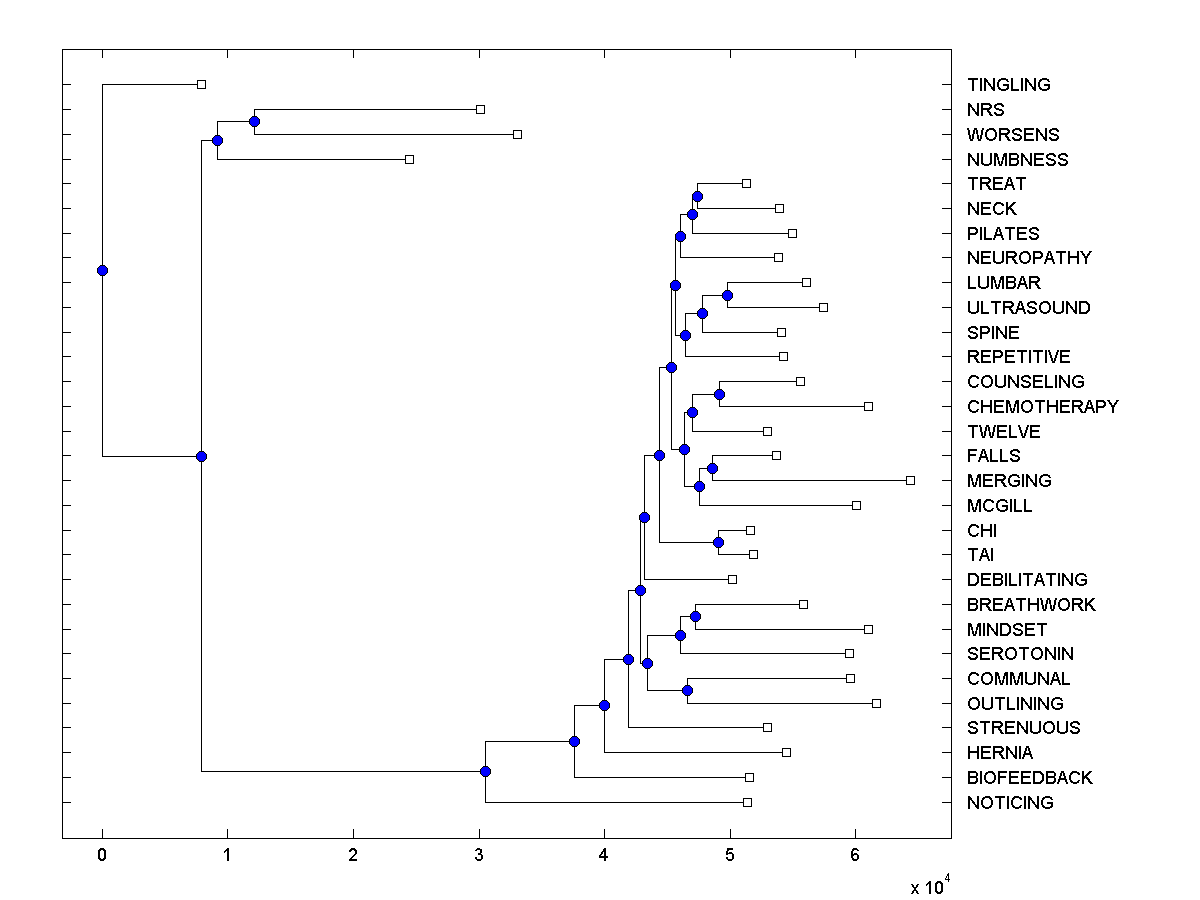 TINGLING
NRS
WORSENS
NUMBNESS
TREAT
NECK
PILATES
NEUROPATHY
LUMBAR
ULTRASOUND
SPINE
REPETITIVE
COUNSELING
CHEMOTHERAPY
TWELVE
FALLS
MERGING
MCGILL
CHI
TAI
DEBILITATING
BREATHWORK
MINDSET
SEROTONIN
COMMUNAL
OUTLINING
STRENUOUS
HERNIA
BIOFEEDBACK
NOTICING
0 1 2 3 4 5 6
x 10^4